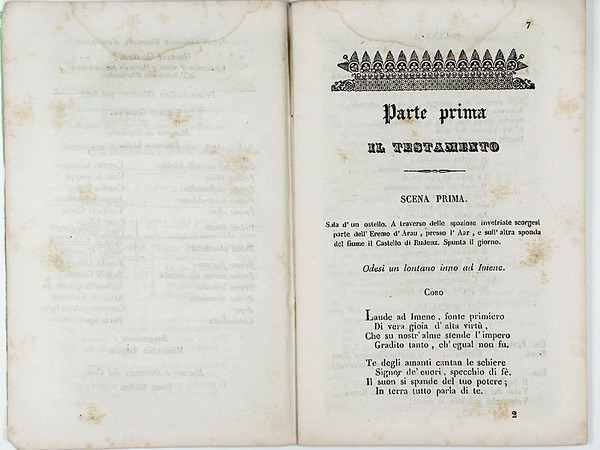 7
Parte prima
IL TESTAMENTO
SCENA PRIMA.
Sala d' un ostello. A traverso delle spaziose invetriate scorgesi
parte dell' Eremo d' Arau, presso l' Aar, e sull' altra sponda
del fiume il Castello di Rudenz. Spunta il giorno.
Odesi un lontano inno ad Imene.
Coro
Laude ad Imene, fonte primiero
Di vera gioia d' alta virtù,
Che su nostr' alme stende l' impero
Gradito tanto, ch' egual non fu.
Te degli amanti cantan le schiere
Signor de' cuori, specchio di fè.
Il suon si spande del tuo potere;
In terra tutto parla di te.
2